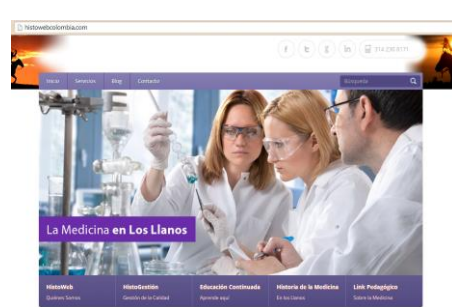 histowebcolombia.com
Inicio Servicios Blog Contacto Búsqueda
La Medicina en Los Llanos
HistoWeb HistoGestión Educación Continuada Historia de la Medicina Link Pedagógico
Quiénes Somos Gestión de la Calidad Aprende aquí En los Llanos Sobre la Medicina